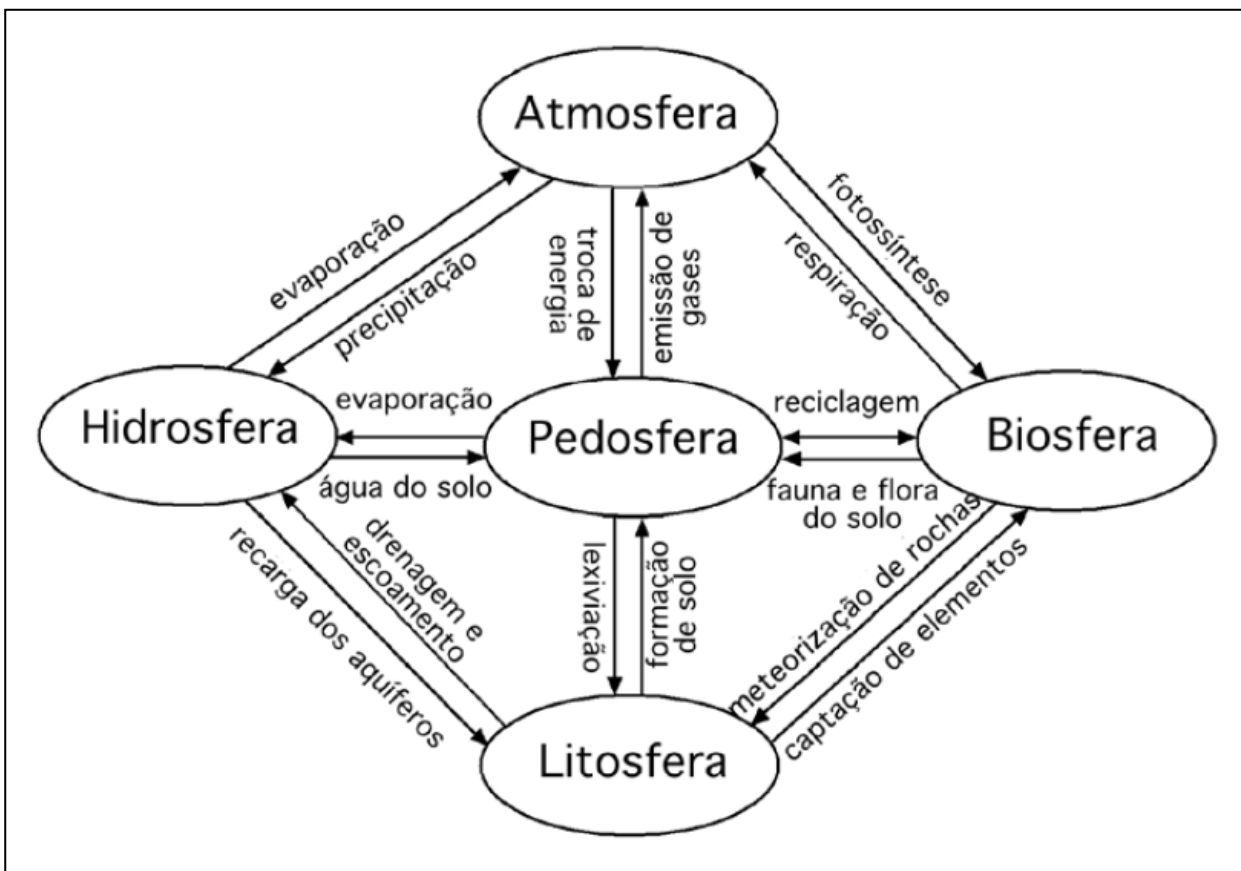 Atmosfera
evaporação
precipitação
troca de
energia
emissão de
gases
respiração
fotossíntese
Hidrosfera
evaporação
água do solo
Pedosfera
reciclagem
fauna e flora
do solo
Biosfera
recarga dos aquíferos
drenagem e
escoamento
lexiviação
formação
de solo
meteorização de rochas
captação de elementos
Litosfera